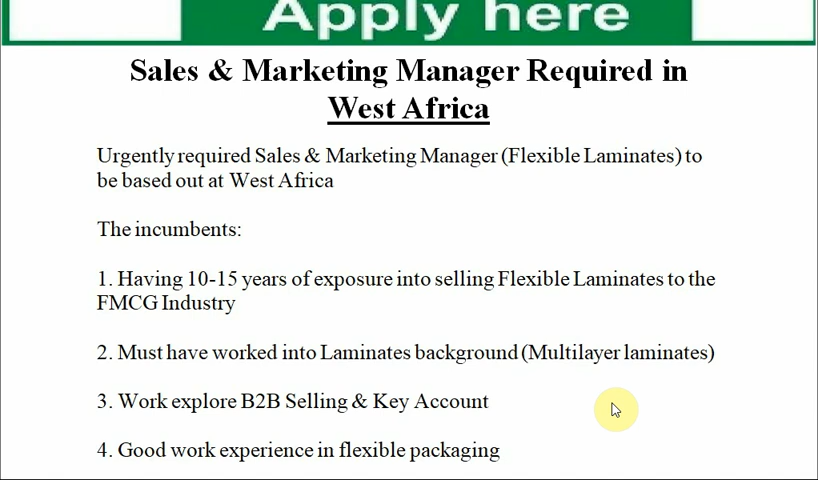 Apply here
Sales & Marketing Manager Required in
West Africa
Urgently required Sales & Marketing Manager (Flexible Laminates) to
be based out at West Africa
The incumbents:
1. Having 10-15 years of exposure into selling Flexible Laminates to the
FMCG Industry
2. Must have worked into Laminates background (Multilayer laminates)
3. Work explore B2B Selling & Key Account
4. Good work experience in flexible packaging